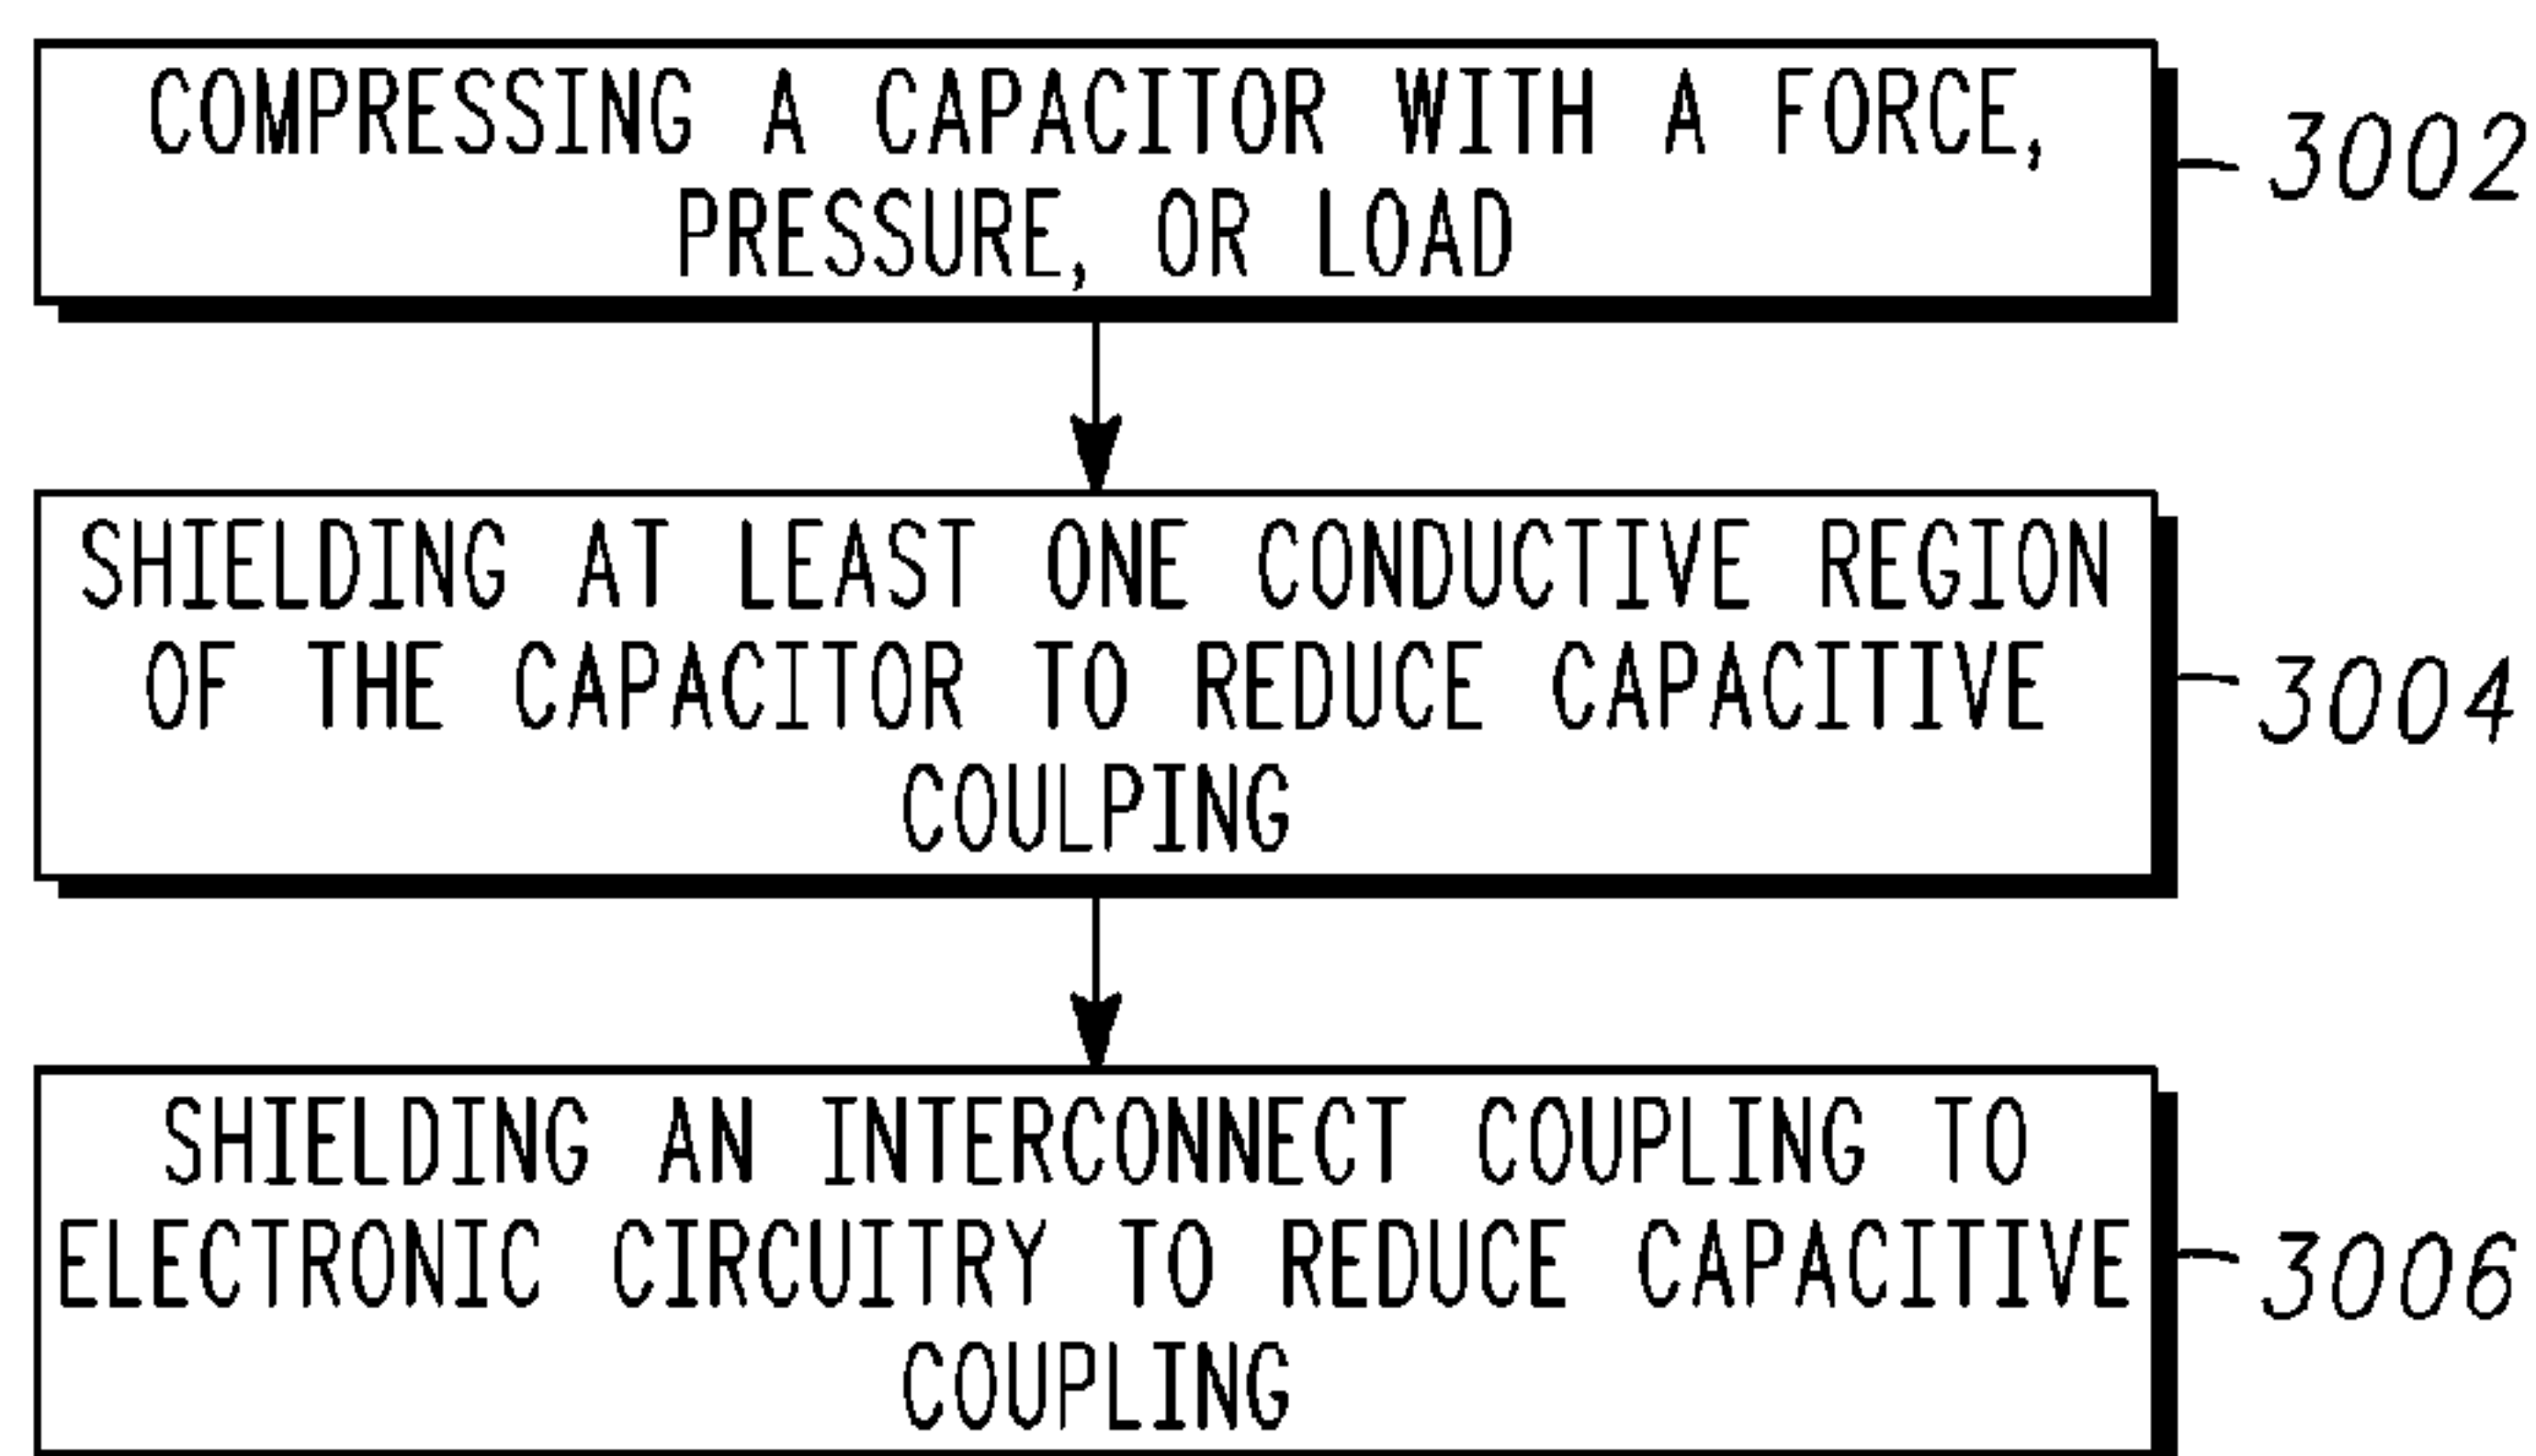 COMPRESSING A CAPACITOR WITH A FORCE,
PRESSURE, OR LOAD
3002
SHIELDING AT LEAST ONE CONDUCTIVE REGION
OF THE CAPACITOR TO REDUCE CAPACITIVE
COULPING
3004
SHIELDING AN INTERCONNECT COUPLING TO
ELECTRONIC CIRCUITRY TO REDUCE CAPACITIVE
COUPLING
3006